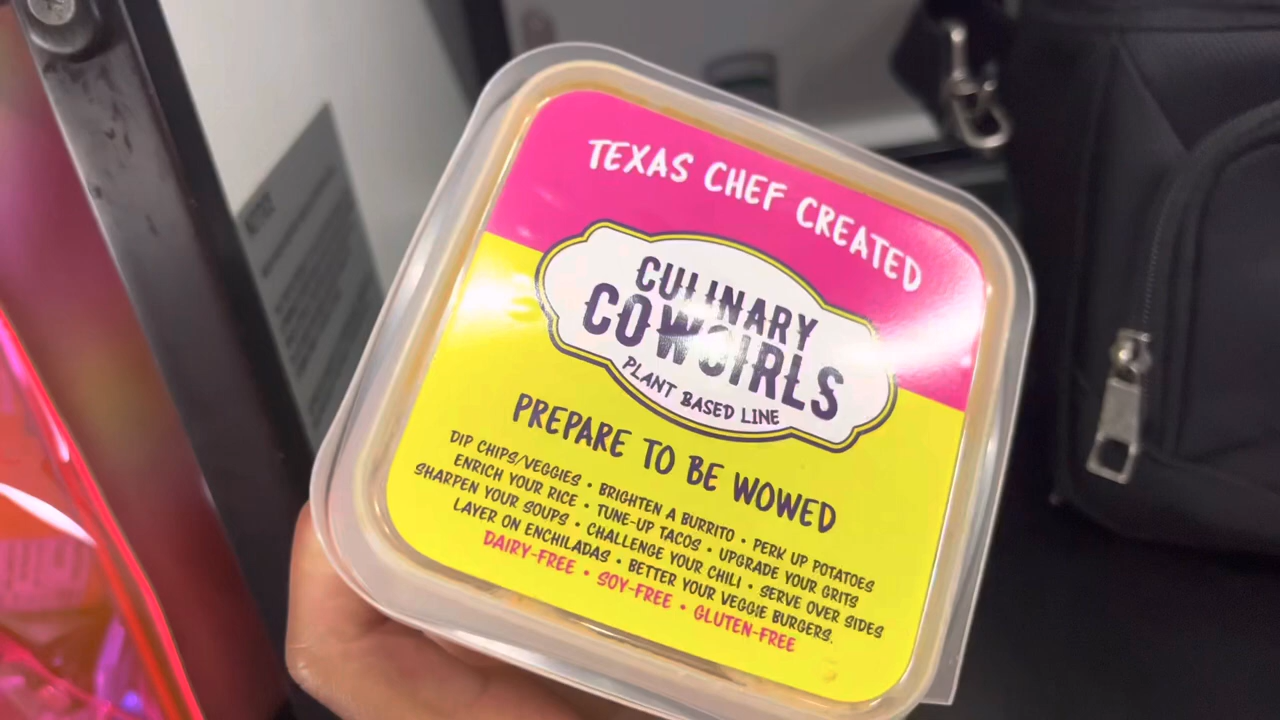 TEXAS CHEF CREATED
CULINARY
COWGIRLS
PLANT BASED LINE
PREPARE TO BE WOWED
DIP CHIPS/VEGGIES • BRIGHTEN A BURRITO • PERK UP POTATOES
ENRICH YOUR RICE • TUNE-UP TACOS • UPGRADE YOUR GRITS
SHARPEN YOUR SOUPS • CHALLENGE YOUR CHILI • SERVE OVER SIDES
LAYER ON ENCHILADAS • BETTER YOUR VEGGIE BURGERS.
DAIRY-FREE • SOY-FREE • GLUTEN-FREE